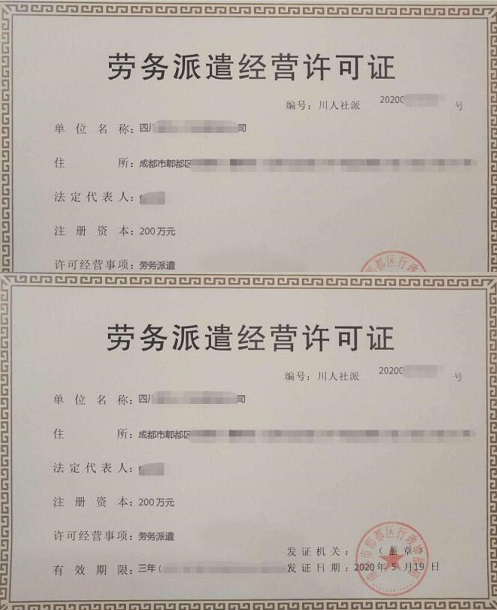 劳务派遣经营许可证
编号：川人社派 20200 号
单位名称：四川 司
住所：成都市郫都区
法定代表人：
注册资本：200万元
许可经营事项：劳务派遣
劳务派遣经营许可证
编号：川人社派 20200 号
单位名称：四川 司
住所：成都市郫都区
法定代表人：
注册资本：200万元
许可经营事项：劳务派遣
发证机关：（盖章）
有效期限：三年（
发证日期：2020年5月19日